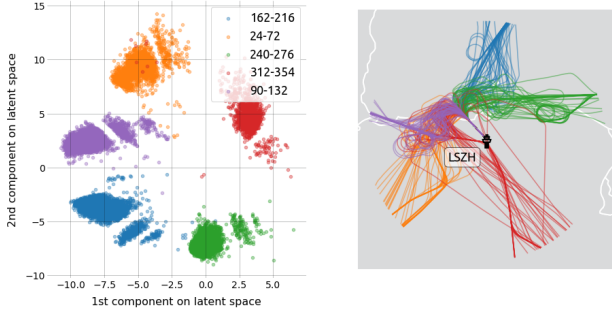 15
10
5
0
−5
−10
2nd component on latent space
−10.0 −7.5 −5.0 −2.5 0.0 2.5 5.0
1st component on latent space
162-216
24-72
240-276
312-354
90-132
LSZH